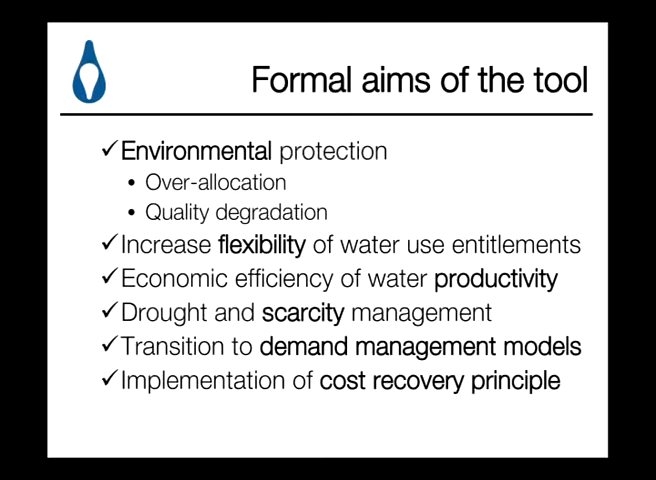 Formal aims of the tool
✓Environmental protection
• Over-allocation
• Quality degradation
✓Increase flexibility of water use entitlements
✓Economic efficiency of water productivity
✓Drought and scarcity management
✓Transition to demand management models
✓Implementation of cost recovery principle